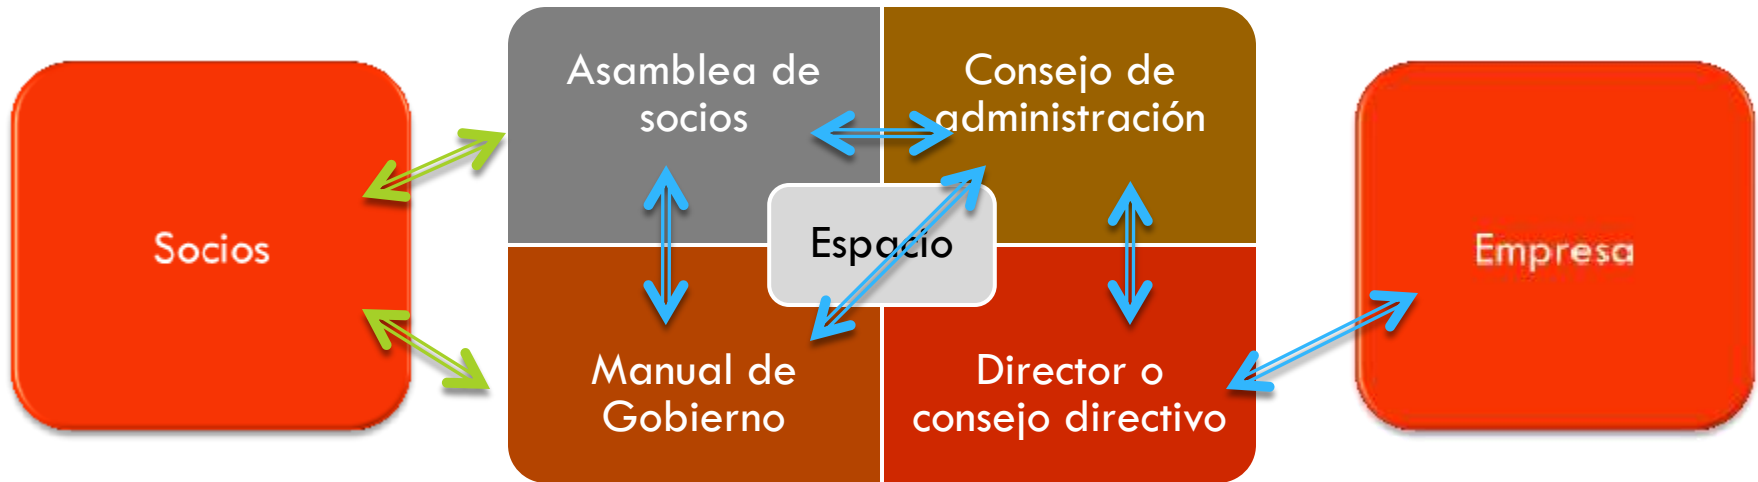 Socios
Asamblea de
socios
Consejo de
administración
Espacio
Manual de
Gobierno
Director o
consejo directivo
Empresa